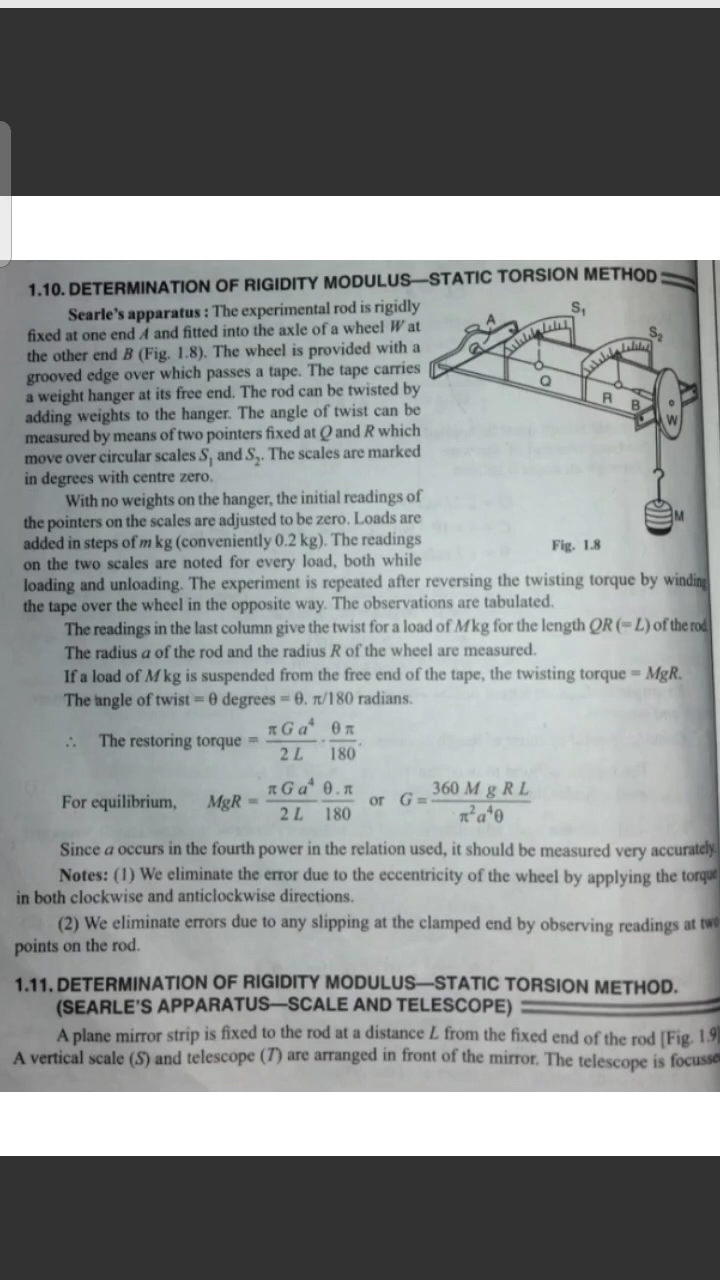 1.10. DETERMINATION OF RIGIDITY MODULUS—STATIC TORSION METHOD
Searle's apparatus : The experimental rod is rigidly
fixed at one end A and fitted into the axle of a wheel W at
the other end B (Fig. 1.8). The wheel is provided with a
grooved edge over which passes a tape. The tape carries
a weight hanger at its free end. The rod can be twisted by
adding weights to the hanger. The angle of twist can be
measured by means of two pointers fixed at Q and R which
move over circular scales S₁ and S₂. The scales are marked
in degrees with centre zero.
With no weights on the hanger, the initial readings of
the pointers on the scales are adjusted to be zero. Loads are
added in steps of m kg (conveniently 0.2 kg). The readings
on the two scales are noted for every load, both while
A
S₁
S₂
Q
R
B
W
M
Fig. 1.8
loading and unloading. The experiment is repeated after reversing the twisting torque by winding
the tape over the wheel in the opposite way. The observations are tabulated.
The readings in the last column give the twist for a load of M kg for the length QR (= L) of the rod
The radius a of the rod and the radius R of the wheel are measured.
If a load of M kg is suspended from the free end of the tape, the twisting torque = MgR.
The angle of twist = θ degrees = θ. π/180 radians.
∴ The restoring torque = π G a⁴ / 2 L · θ π / 180 .
For equilibrium, MgR = π G a⁴ / 2 L θ . π / 180 or G = 360 M g R L / π² a⁴ θ
Since a occurs in the fourth power in the relation used, it should be measured very accurately.
Notes: (1) We eliminate the error due to the eccentricity of the wheel by applying the torque
in both clockwise and anticlockwise directions.
(2) We eliminate errors due to any slipping at the clamped end by observing readings at two
points on the rod.
1.11. DETERMINATION OF RIGIDITY MODULUS—STATIC TORSION METHOD.
(SEARLE'S APPARATUS—SCALE AND TELESCOPE)
A plane mirror strip is fixed to the rod at a distance L from the fixed end of the rod [Fig. 1.9]
A vertical scale (S) and telescope (T) are arranged in front of the mirror. The telescope is focusse